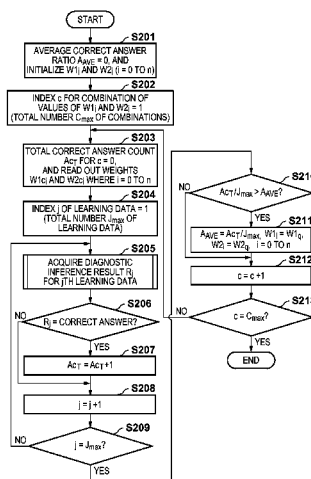 START
S201
AVERAGE CORRECT ANSWER
RATIO AAVE = 0, AND
INITIALIZE W1i AND W2i (i = 0 TO n)
S202
INDEX c FOR COMBINATION OF
VALUES OF W1i AND W2i = 1
(TOTAL NUMBER Cmax OF COMBINATIONS)
S203
TOTAL CORRECT ANSWER COUNT
AcT FOR c = 0,
AND READ OUT WEIGHTS
W1ci AND W2ci WHERE i = 0 TO n
S204
INDEX j OF LEARNING DATA = 1
(TOTAL NUMBER Jmax OF
LEARNING DATA)
S205
ACQUIRE DIAGNOSTIC
INFERENCE RESULT Rj
FOR jTH LEARNING DATA
S206
NO
Rj = CORRECT ANSWER?
YES
S207
AcT = AcT+1
S208
j = j +1
S209
NO
j = Jmax?
YES
S210
NO
AcT/Jmax > AAVE?
YES
S211
AAVE = AcT/Jmax, W1i = W1ci,
W2i = W2ci, i = 0 TO n
S212
c = c +1
S213
NO
c = Cmax?
YES
END